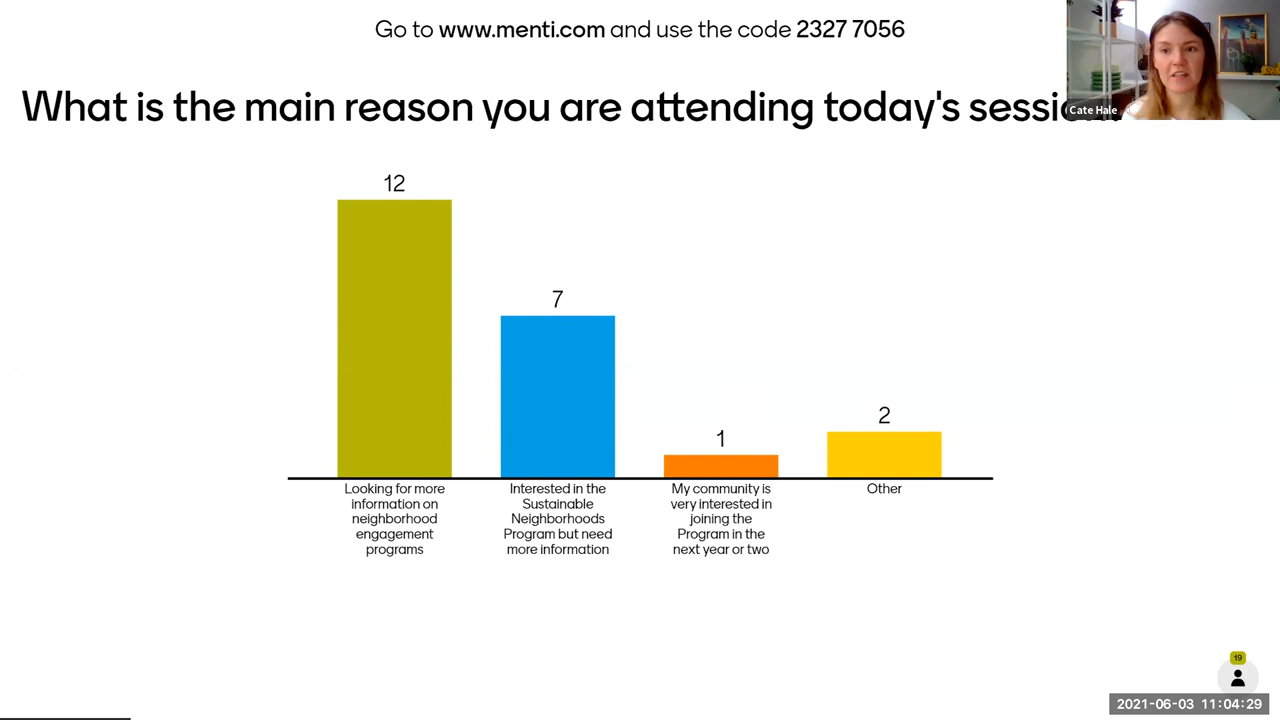 Go to www.menti.com and use the code 2327 7056
What is the main reason you are attending today's
Cate Hale
12
7
1
2
Looking for more
information on
neighborhood
engagement
programs
Interested in the
Sustainable
Neighborhoods
Program but need
more information
My community is
very interested in
joining the
Program in the
next year or two
Other
19
2021-06-03 11:04:29